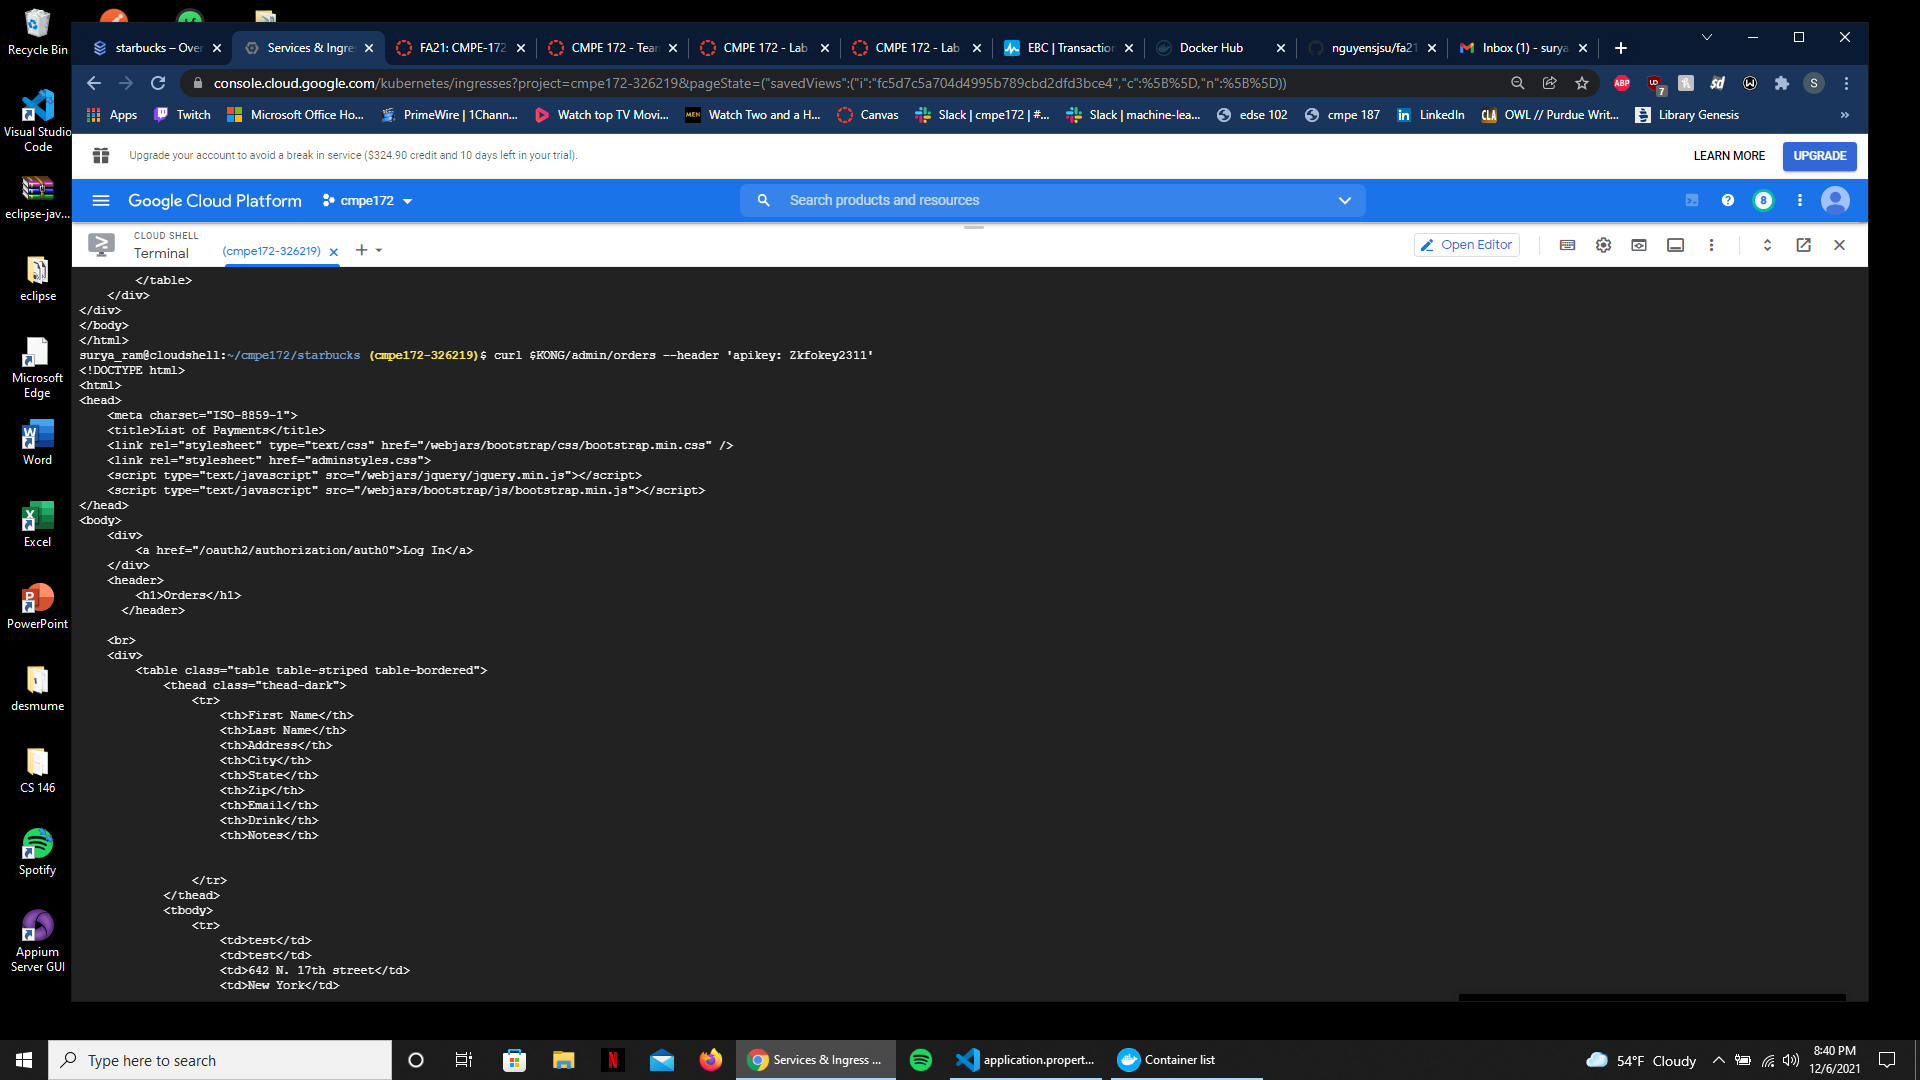 Recycle Bin
Visual Studio
Code
eclipse-jav...
eclipse
Microsoft
Edge
Word
Excel
PowerPoint
desmume
CS 146
Spotify
Appium
Server GUI
starbucks – Over
Services & Ingre
FA21: CMPE-172
CMPE 172 - Tean
CMPE 172 - Lab
CMPE 172 - Lab
EBC | Transaction
Docker Hub
nguyensjsu/fa21
Inbox (1) - surya
console.cloud.google.com/kubernetes/ingresses?project=cmpe172-326219&pageState=("savedViews":("i":"fc5d7c5a704d4995b789cbd2dfd3bce4","c":%5B%5D,"n":%5B%5D))
ABP
7
S
Apps
Twitch
Microsoft Office Ho...
PrimeWire | 1Chann...
Watch top TV Movi...
Watch Two and a H...
Canvas
Slack | cmpe172 | #...
Slack | machine-lea...
edse 102
cmpe 187
LinkedIn
OWL // Purdue Writ...
Library Genesis
»
Upgrade your account to avoid a break in service ($324.90 credit and 10 days left in your trial).
LEARN MORE
UPGRADE
Google Cloud Platform
cmpe172
Search products and resources
8
CLOUD SHELL
Terminal
(cmpe172-326219)
Open Editor
</table>
</div>
</div>
</body>
</html>
surya_ram@cloudshell:~/cmpe172/starbucks (cmpe172-326219)$ curl $KONG/admin/orders --header 'apikey: Zkfokey2311'
<!DOCTYPE html>
<html>
<head>
<meta charset="ISO-8859-1">
<title>List of Payments</title>
<link rel="stylesheet" type="text/css" href="/webjars/bootstrap/css/bootstrap.min.css" />
<link rel="stylesheet" href="adminstyles.css">
<script type="text/javascript" src="/webjars/jquery/jquery.min.js"></script>
<script type="text/javascript" src="/webjars/bootstrap/js/bootstrap.min.js"></script>
</head>
<body>
<div>
<a href="/oauth2/authorization/auth0">Log In</a>
</div>
<header>
<h1>Orders</h1>
</header>
<br>
<div>
<table class="table table-striped table-bordered">
<thead class="thead-dark">
<tr>
<th>First Name</th>
<th>Last Name</th>
<th>Address</th>
<th>City</th>
<th>State</th>
<th>Zip</th>
<th>Email</th>
<th>Drink</th>
<th>Notes</th>
</tr>
</thead>
<tbody>
<tr>
<td>test</td>
<td>test</td>
<td>642 N. 17th street</td>
<td>New York</td>
Type here to search
Services & Ingress ...
application.propert...
Container list
54°F Cloudy
8:40 PM
12/6/2021